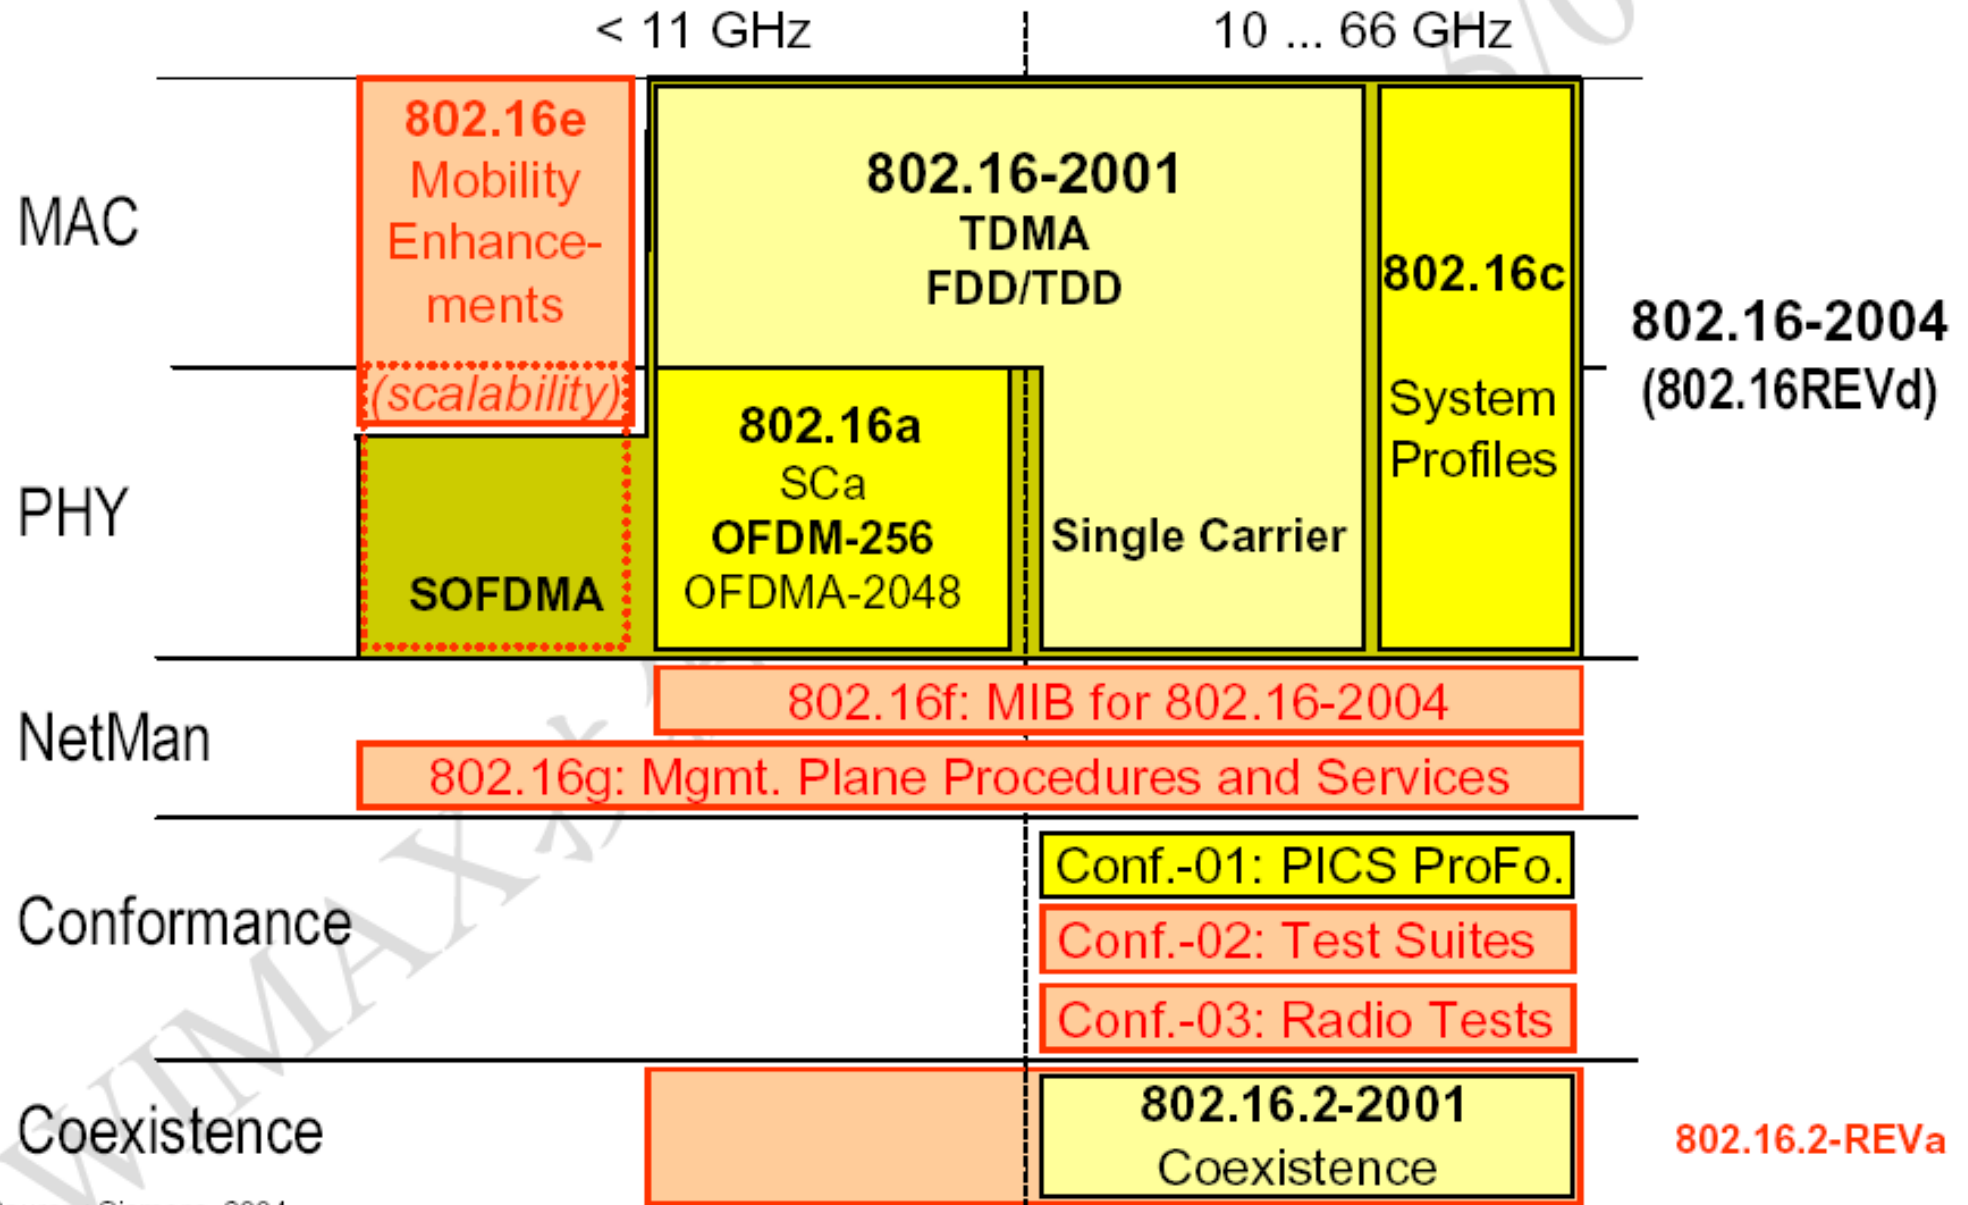 < 11 GHz
10 ... 66 GHz
MAC
802.16e
Mobility
Enhance-
ments
(scalability)
802.16-2001
TDMA
FDD/TDD
802.16c
System
Profiles
802.16-2004
(802.16REVd)
PHY
SOFDMA
802.16a
SCa
OFDM-256
OFDMA-2048
Single Carrier
NetMan
802.16f: MIB for 802.16-2004
802.16g: Mgmt. Plane Procedures and Services
Conformance
Conf.-01: PICS ProFo.
Conf.-02: Test Suites
Conf.-03: Radio Tests
Coexistence
802.16.2-2001
Coexistence
802.16.2-REVa
WIMAX